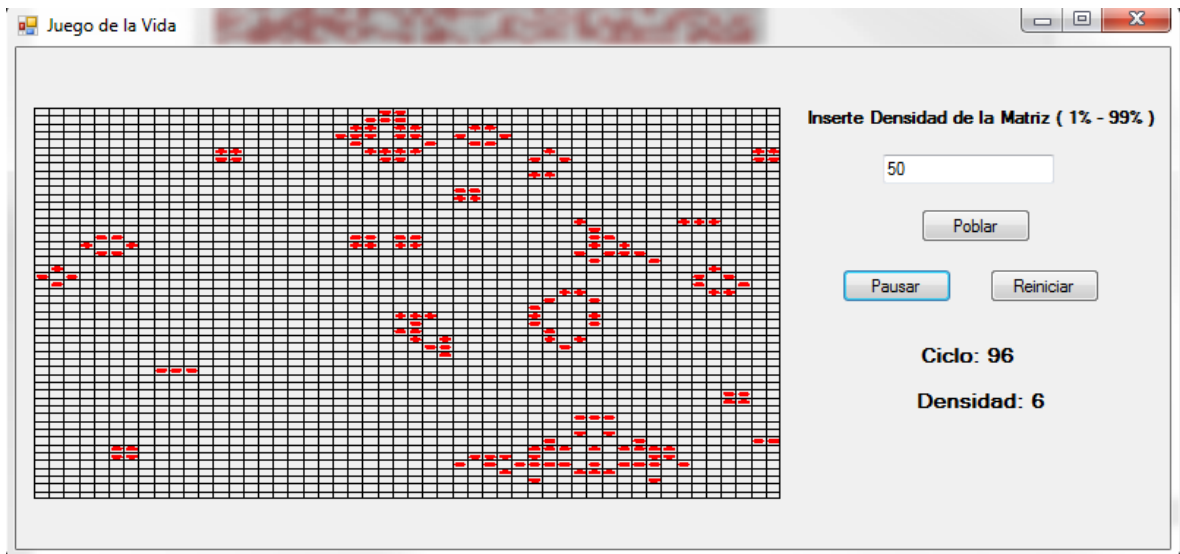 Juego de la Vida
Inserte Densidad de la Matriz ( 1% - 99% )
50
Poblar
Pausar
Reiniciar
Ciclo: 96
Densidad: 6